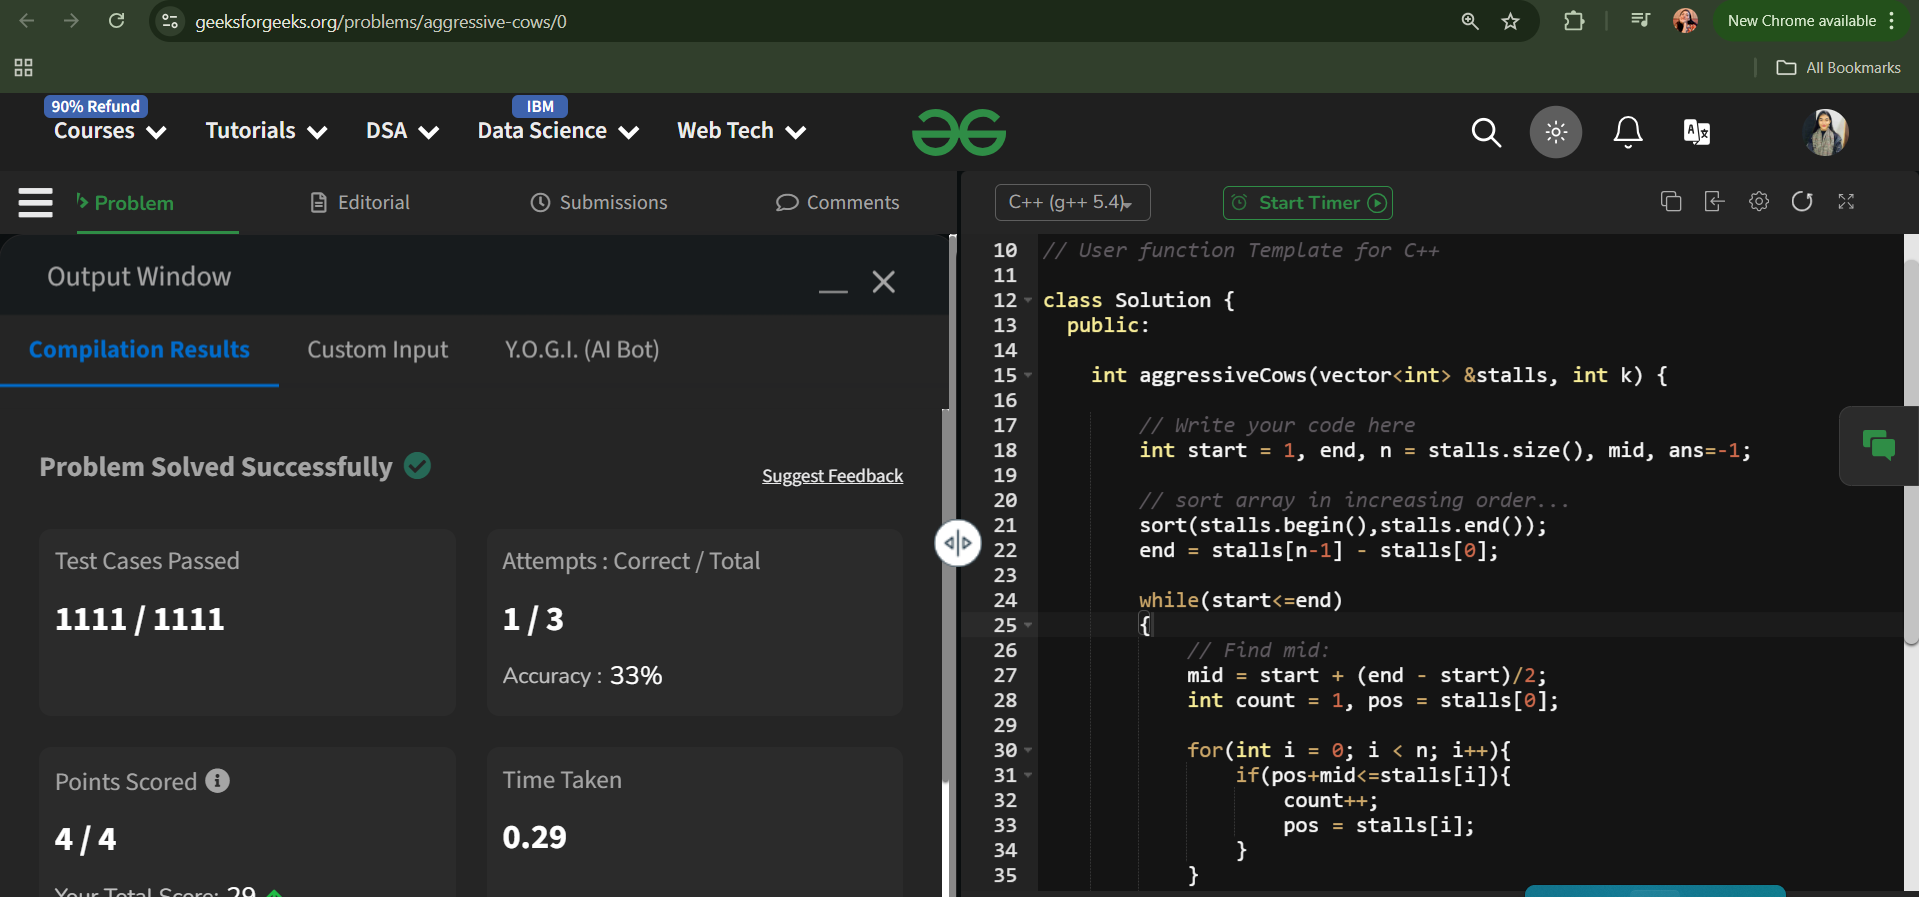 geeksforgeeks.org/problems/aggressive-cows/0
New Chrome available
All Bookmarks
90% Refund
IBM
Courses
Tutorials
DSA
Data Science
Web Tech
Problem
Editorial
Submissions
Comments
C++ (g++ 5.4)
Start Timer
Output Window
Compilation Results
Custom Input
Y.O.G.I. (AI Bot)
Problem Solved Successfully
Suggest Feedback
Test Cases Passed
1111 / 1111
Attempts : Correct / Total
1 / 3
Accuracy : 33%
Points Scored
4 / 4
Your Total Score: 29
Time Taken
0.29
10 // User function Template for C++
11
12 class Solution {
13 public:
14
15 int aggressiveCows(vector<int> &stalls, int k) {
16
17 // Write your code here
18 int start = 1, end, n = stalls.size(), mid, ans=-1;
19
20 // sort array in increasing order...
21 sort(stalls.begin(),stalls.end());
22 end = stalls[n-1] - stalls[0];
23
24 while(start<=end)
25 {
26 // Find mid:
27 mid = start + (end - start)/2;
28 int count = 1, pos = stalls[0];
29
30 for(int i = 0; i < n; i++){
31 if(pos+mid<=stalls[i]){
32 count++;
33 pos = stalls[i];
34 }
35 }